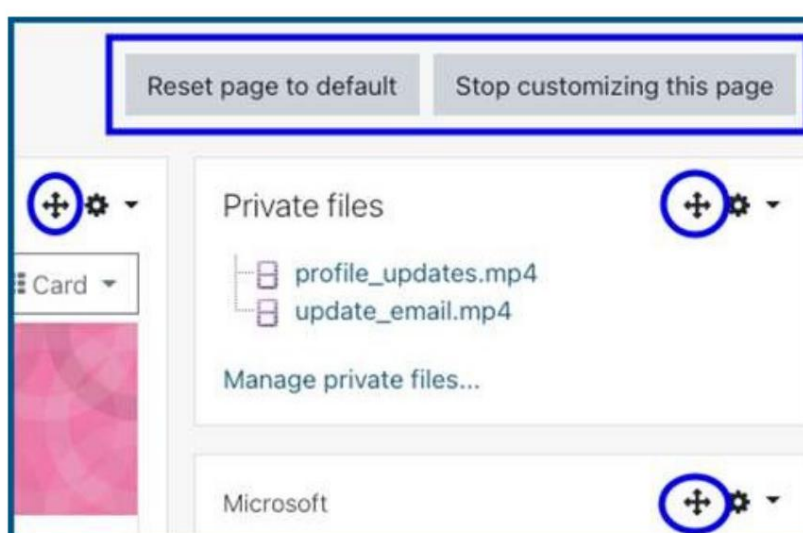 Reset page to default
Stop customizing this page
Card
Private files
profile_updates.mp4
update_email.mp4
Manage private files...
Microsoft